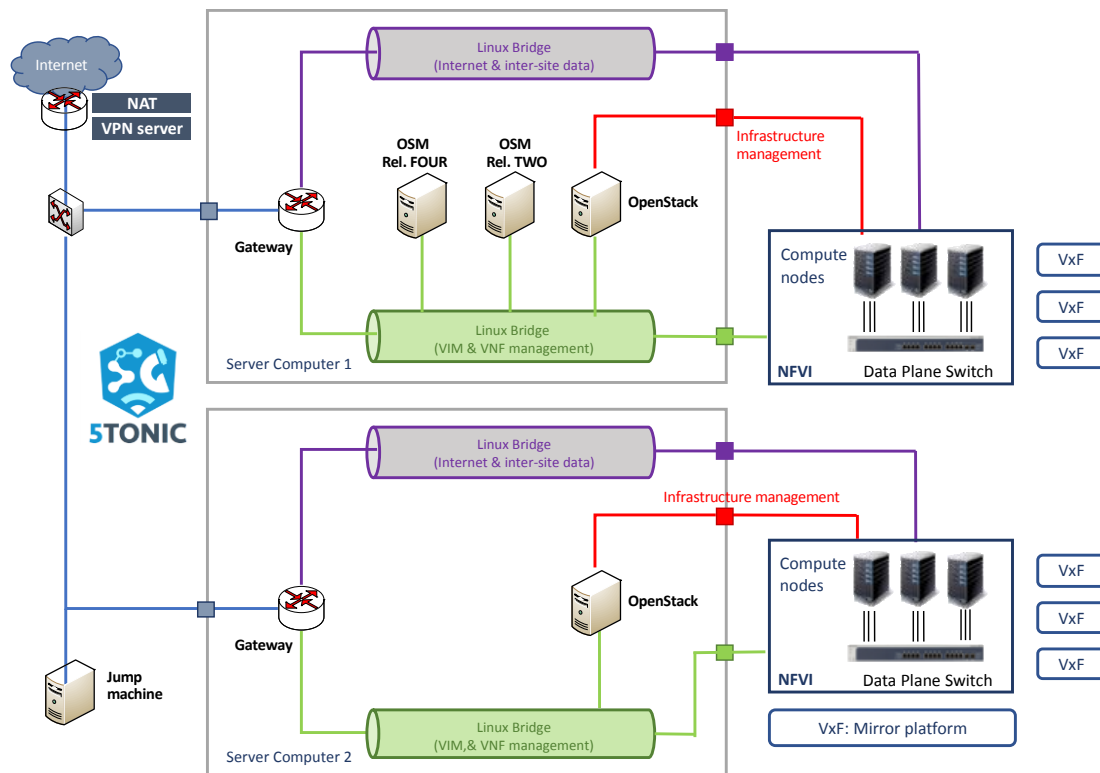 Internet
NAT
VPN server
Linux Bridge
(Internet & inter-site data)
Infrastructure
management
OSM
Rel. FOUR
OSM
Rel. TWO
OpenStack
Gateway
Compute
nodes
VxF
VxF
VxF
Linux Bridge
(VIM & VNF management)
Server Computer 1
NFVI
Data Plane Switch
5G
5TONIC
Linux Bridge
(Internet & inter-site data)
Infrastructure management
OpenStack
Gateway
Compute
nodes
VxF
VxF
VxF
Jump
machine
NFVI
Data Plane Switch
Linux Bridge
(VIM,& VNF management)
Server Computer 2
VxF: Mirror platform